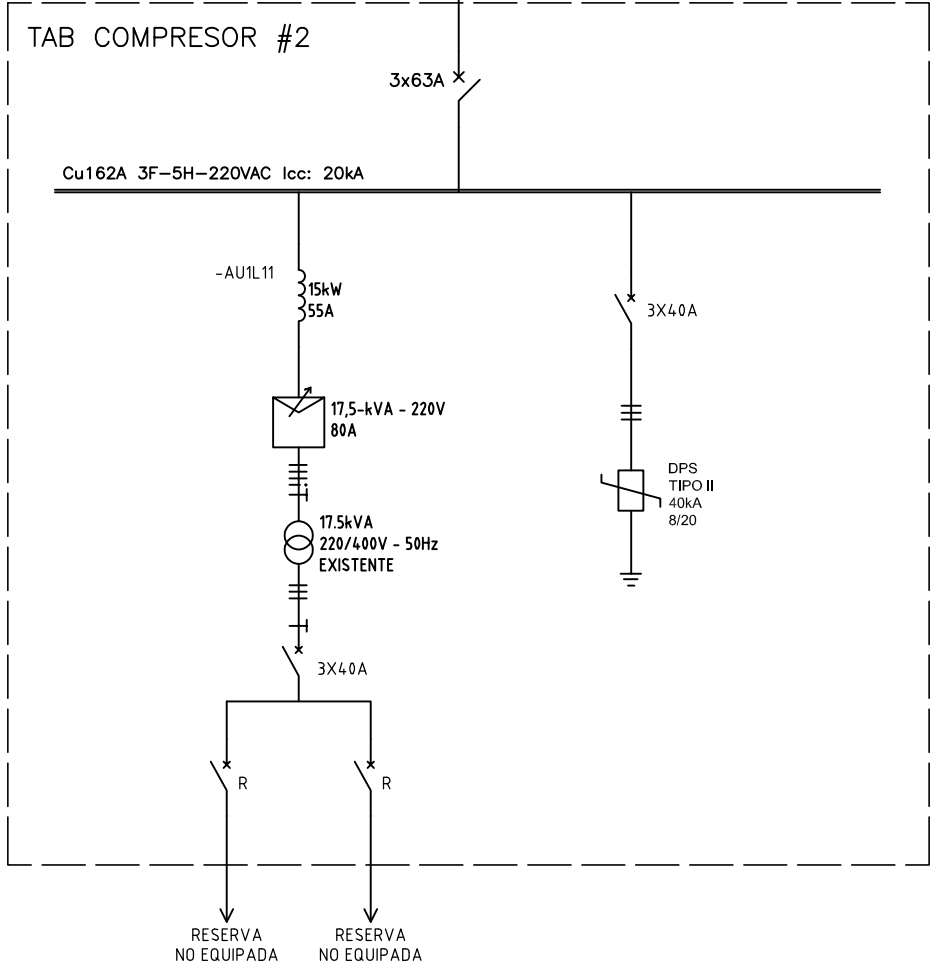 TAB COMPRESOR #2
3x63A
Cu162A 3F-5H-220VAC Icc: 20kA
-AU1L11
15kW
55A
3X40A
17,5-kVA - 220V
80A
DPS
TIPO II
40kA
8/20
17.5kVA
220/400V - 50Hz
EXISTENTE
3X40A
R
R
RESERVA
NO EQUIPADA
RESERVA
NO EQUIPADA